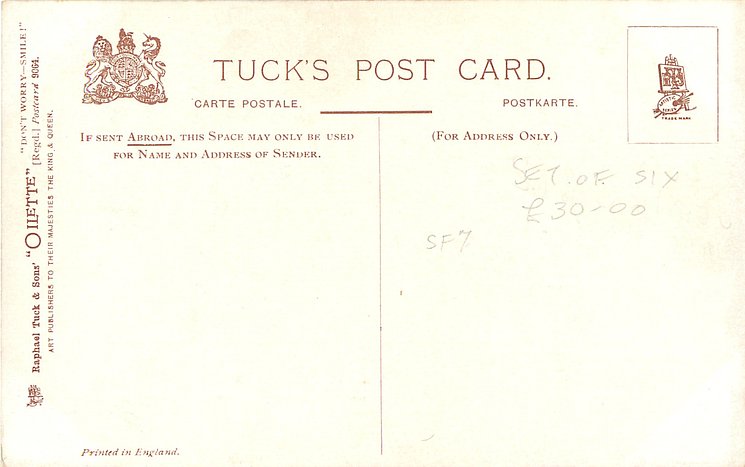 TUCK'S POST CARD.
CARTE POSTALE.
POSTKARTE.
IF SENT ABROAD, THIS SPACE MAY ONLY BE USED
FOR NAME AND ADDRESS OF SENDER.
(FOR ADDRESS ONLY.)
SET. OF. SIX
£30-00
SF7
TRADE MARK
"DON'T WORRY—SMILE!"
Raphael Tuck & Sons' "OILETTE" [Regd.] Postcard 9064.
ART PUBLISHERS TO THEIR MAJESTIES THE KING & QUEEN.
Printed in England.